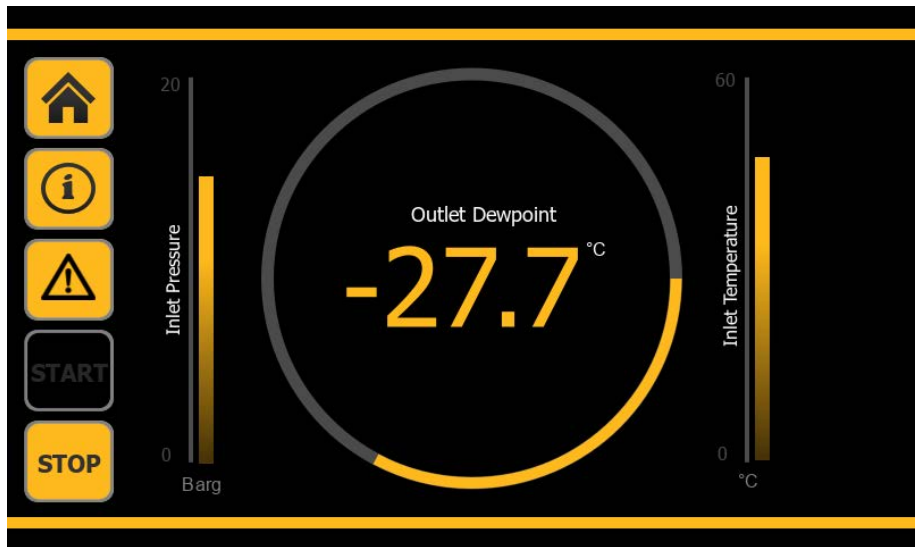 START
STOP
20
Inlet Pressure
0
Barg
Outlet Dewpoint
-27.7 °C
60
Inlet Temperature
0
°C